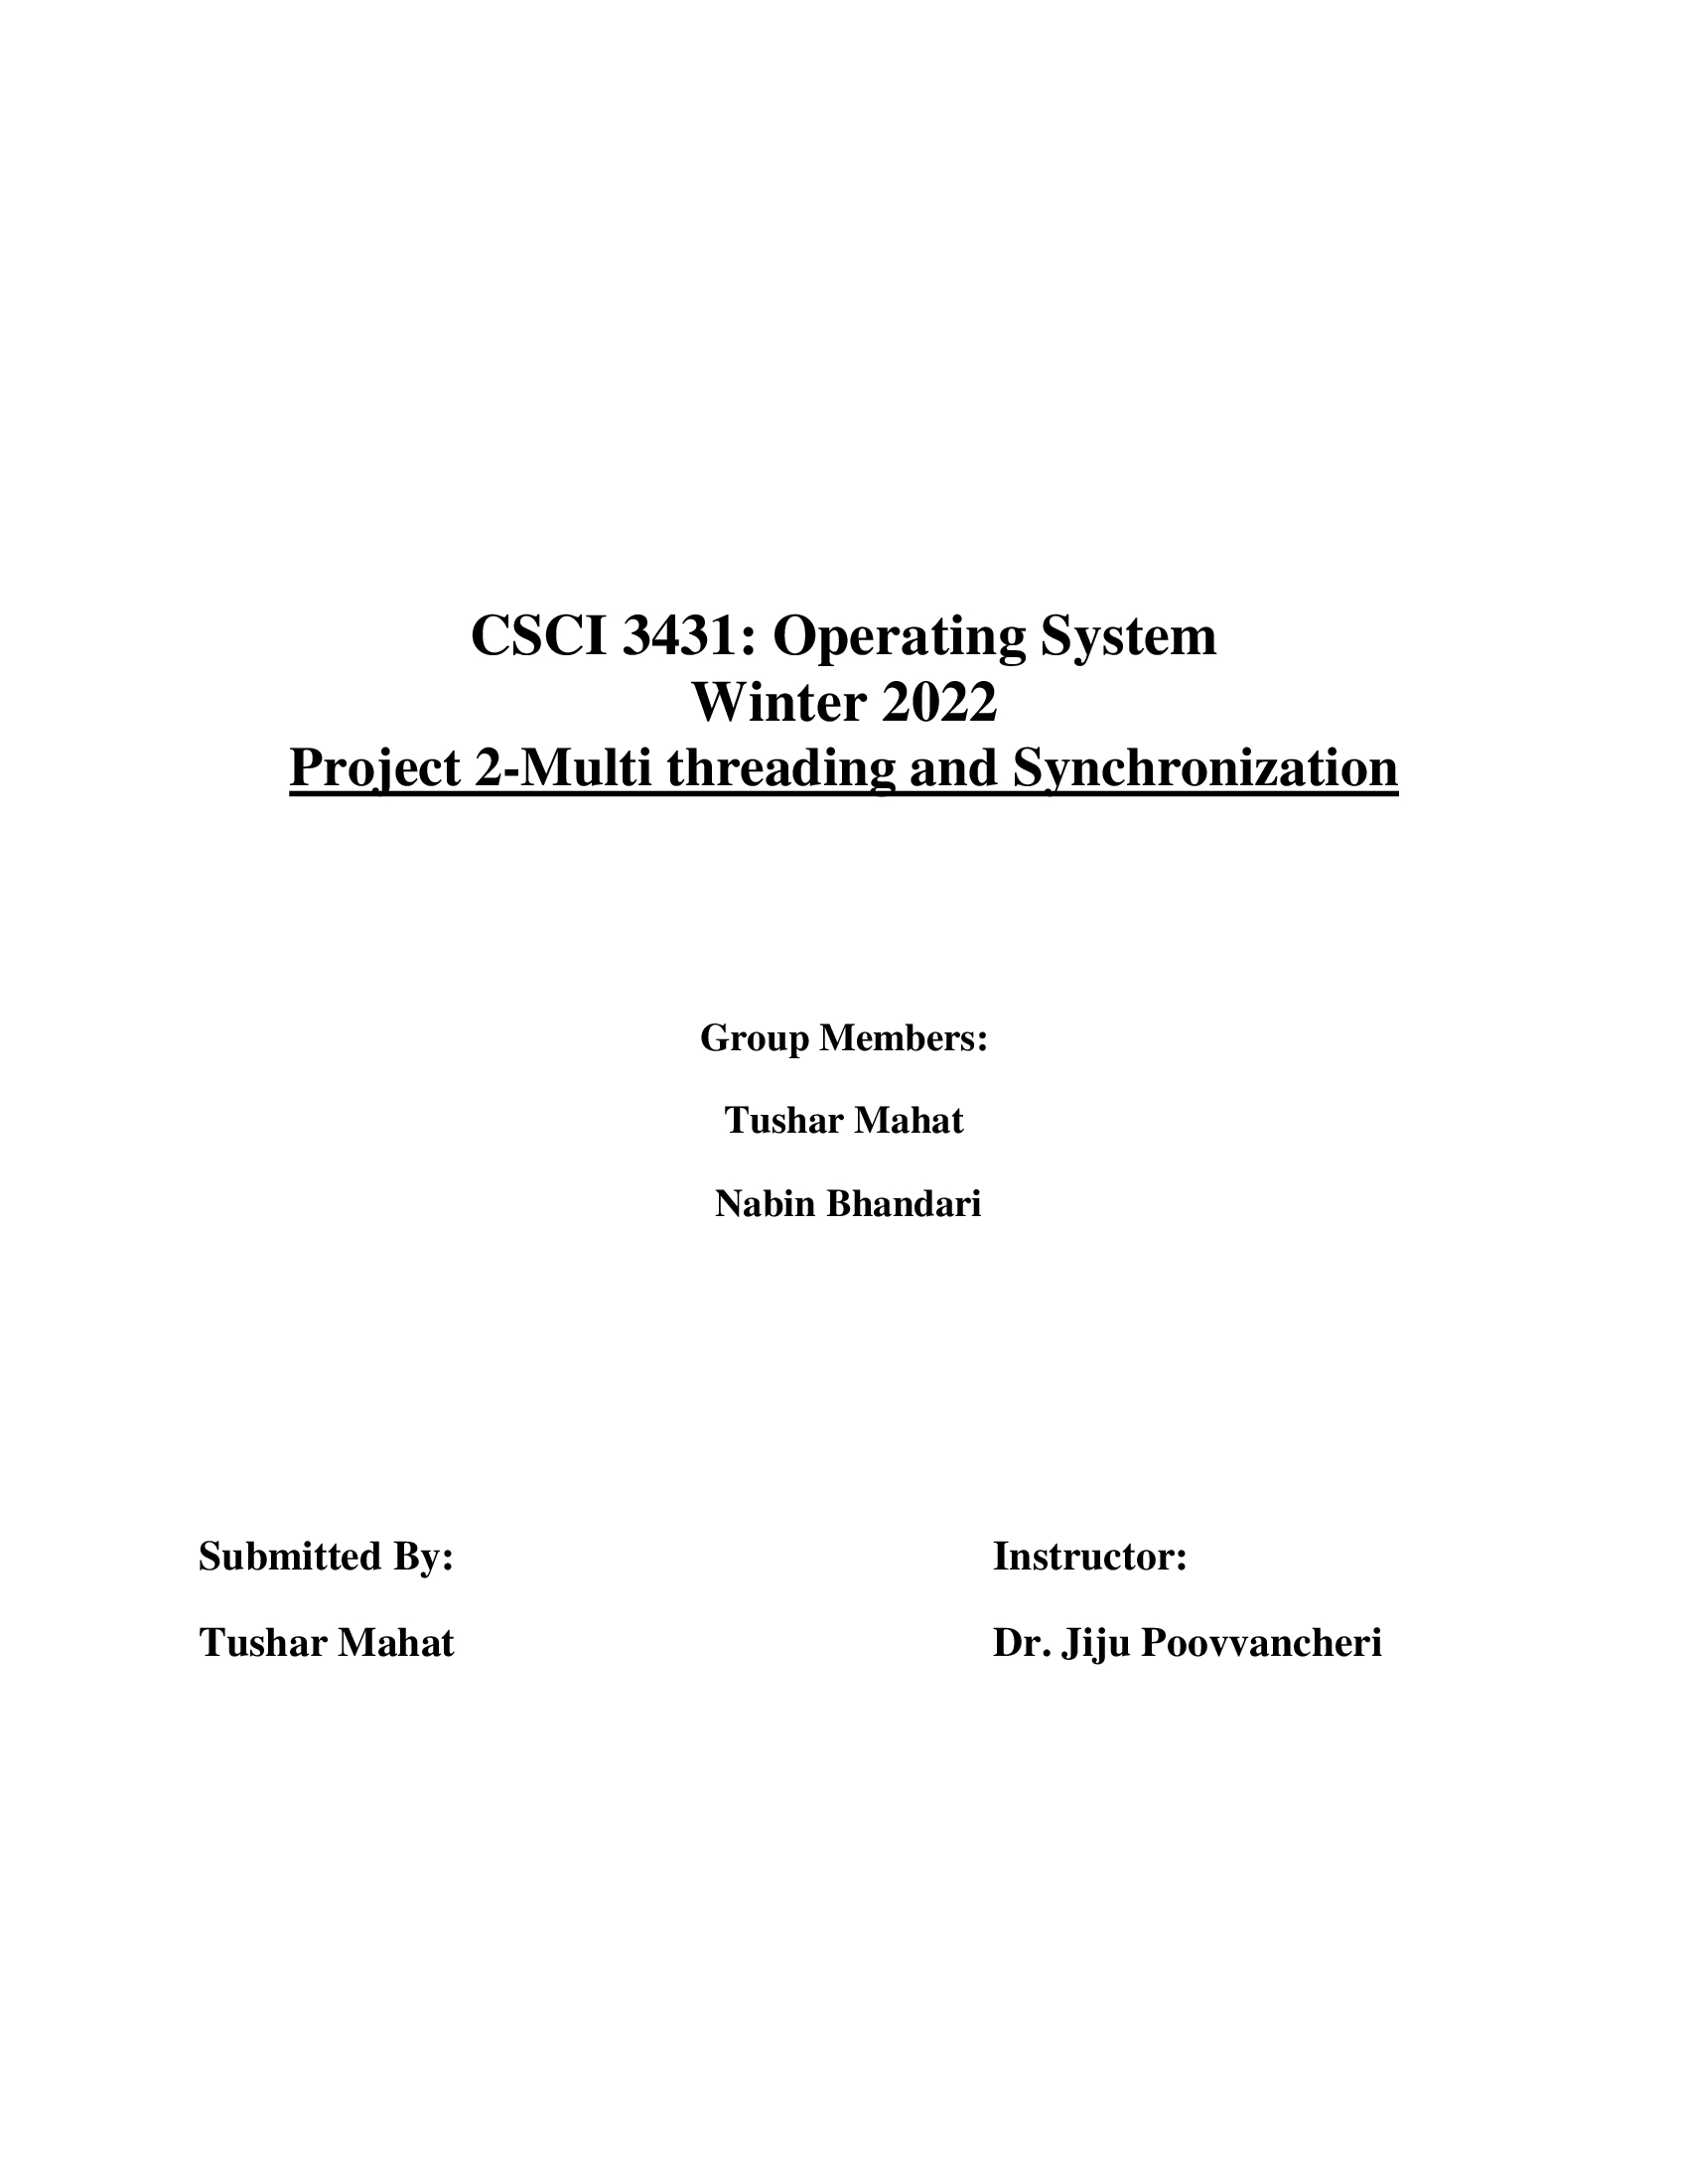 CSCI 3431: Operating System
Winter 2022
Project 2-Multi threading and Synchronization
Group Members:
Tushar Mahat
Nabin Bhandari
Submitted By:
Instructor:
Tushar Mahat
Dr. Jiju Poovvancheri